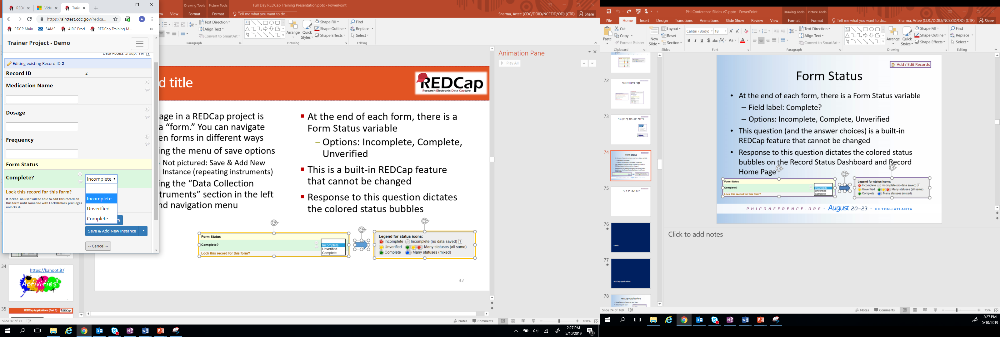 REDC
Vide
Train
https://airctest.cdc.gov/redca...
A
RDCP Main
CDC SAMS
AIRC Prod
REDCap Training M...
»
Trainer Project - Demo
Data Access Group: TN ?
Editing existing Record ID 2
Record ID 2
Medication Name
Dosage
Frequency
Form Status
Complete?
Incomplete
Incomplete
Unverified
Complete
Lock this record for this form?
If locked, no user will be able to edit this record on
this form until someone with Lock/Unlock privileges
unlocks it.
Save & Add New Instance
-- Cancel --
Drawing Tools
Picture Tools
Full Day REDCap Training Presentation.pptx - PowerPoint
View
Format
Format
Tell me what you want to do...
Sharma, Artee (CDC/DDID/NCEZID/OD) (CTR)
Share
Text Direction
Align Text
Convert to SmartArt
Paragraph
Arrange
Quick
Styles
Shape Fill
Shape Outline
Shape Effects
Drawing
Find
Replace
Select
Editing
Animation Pane
Play All
d title
REDCap
Research Electronic Data Capture
age in a REDCap project is
a “form.” You can navigate
en forms in different ways
ing the menu of save options
Not pictured: Save & Add New
Instance (repeating instruments)
ing the “Data Collection
truments” section in the left
nd navigation menu
At the end of each form, there is a
Form Status variable
– Options: Incomplete, Complete,
Unverified
This is a built-in REDCap feature
that cannot be changed
Response to this question dictates
the colored status bubbles
Form Status
Complete?
Incomplete
Unverified
Complete
Lock this record for this form?
Legend for status icons:
Incomplete Incomplete (no data saved) ?
Unverified Many statuses (all same)
Complete Many statuses (mixed)
32
34
https://kahoot.it/
Activities
35
REDCap Applications (Part 1)
REDCap
Slide 32 of 71
Notes
Comments
100%
2:27 PM
5/10/2019
1
PHI Conference Slides v7.pptx - PowerPoint
Drawing Tools
Picture Tools
File
Home
Insert
Design
Transitions
Animations
Slide Show
Review
View
Format
Format
Tell me what you want to do...
Sharma, Artee (CDC/DDID/NCEZID/OD) (CTR)
Share
Paste
Cut
Copy
Format Painter
Clipboard
New
Slide
Layout
Reset
Section
Slides
Calibri (Body)
18
B I U S abc AV Aa A
Font
Text Direction
Align Text
Convert to SmartArt
Paragraph
Arrange
Quick
Styles
Shape Fill
Shape Outline
Shape Effects
Drawing
Find
Replace
Select
Editing
72
Record Home Page
73
Navigating Between Forms
74
Form Status
75
Try it on your own
76
Lunch
77
REDCap Applications
78
REDCap Applications
Add / Edit Records
Form Status
• At the end of each form, there is a Form Status variable
– Field label: Complete?
– Options: Incomplete, Complete, Unverified
• This question (and the answer choices) is a built-in
REDCap feature that cannot be changed
• Response to this question dictates the colored status
bubbles on the Record Status Dashboard and Record
Home Page
Form Status
Complete?
Incomplete
Unverified
Complete
Lock this record for this form?
Legend for status icons:
Incomplete Incomplete (no data saved) ?
Unverified Many statuses (all same)
Complete Many statuses (mixed)
PHICONFERENCE.ORG · August 20-23 · HILTON ATLANTA
Click to add notes
Slide 74 of 169
Notes
Comments
75%
2:27 PM
5/10/2019